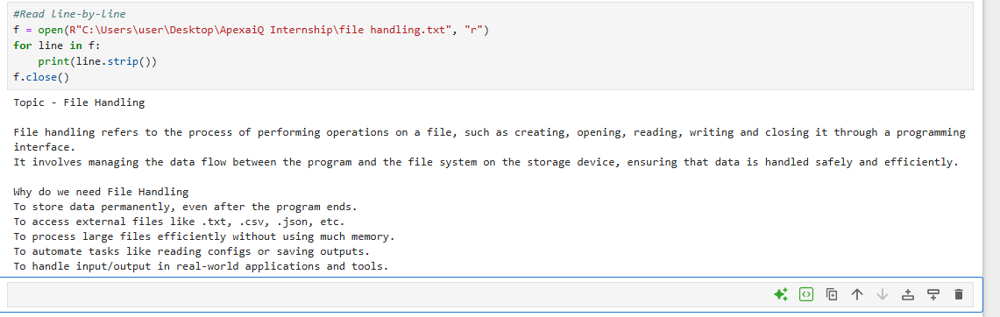 #Read line-by-line
f = open(R"C:\Users\user\Desktop\ApexaiQ Internship\file handling.txt", "r")
for line in f:
    print(line.strip())
f.close()
Topic - File Handling
File handling refers to the process of performing operations on a file, such as creating, opening, reading, writing and closing it through a programming
interface.
It involves managing the data flow between the program and the file system on the storage device, ensuring that data is handled safely and efficiently.
Why do we need File Handling
To store data permanently, even after the program ends.
To access external files like .txt, .csv, .json, etc.
To process large files efficiently without using much memory.
To automate tasks like reading configs or saving outputs.
To handle input/output in real-world applications and tools.